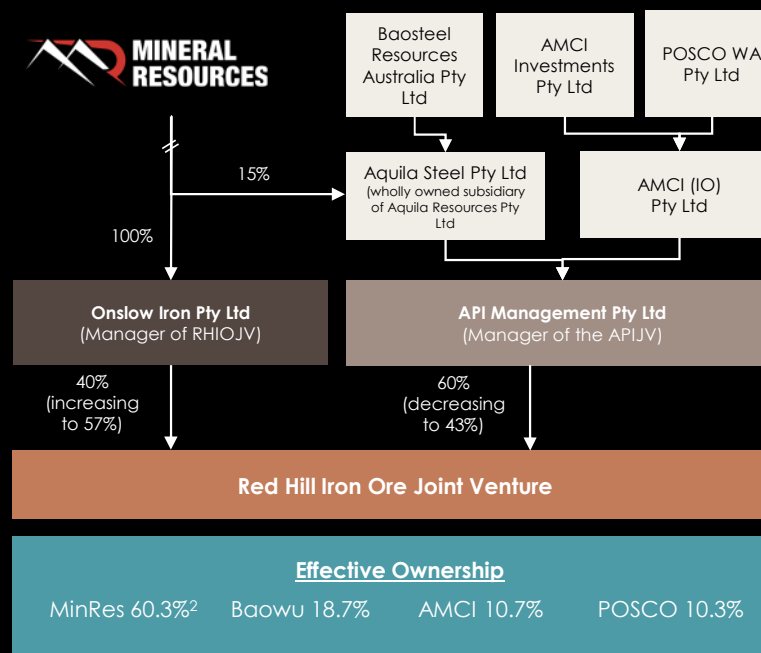 MINERAL
RESOURCES
Baosteel
Resources
Australia Pty
Ltd
AMCI
Investments
Pty Ltd
POSCO WA
Pty Ltd
15%
Aquila Steel Pty Ltd
(wholly owned subsidiary
of Aquila Resources Pty
Ltd
AMCI (IO)
Pty Ltd
100%
Onslow Iron Pty Ltd
(Manager of RHIOJV)
API Management Pty Ltd
(Manager of the APIJV)
40%
(increasing
to 57%)
60%
(decreasing
to 43%)
Red Hill Iron Ore Joint Venture
Effective Ownership
MinRes 60.3%² Baowu 18.7% AMCI 10.7% POSCO 10.3%